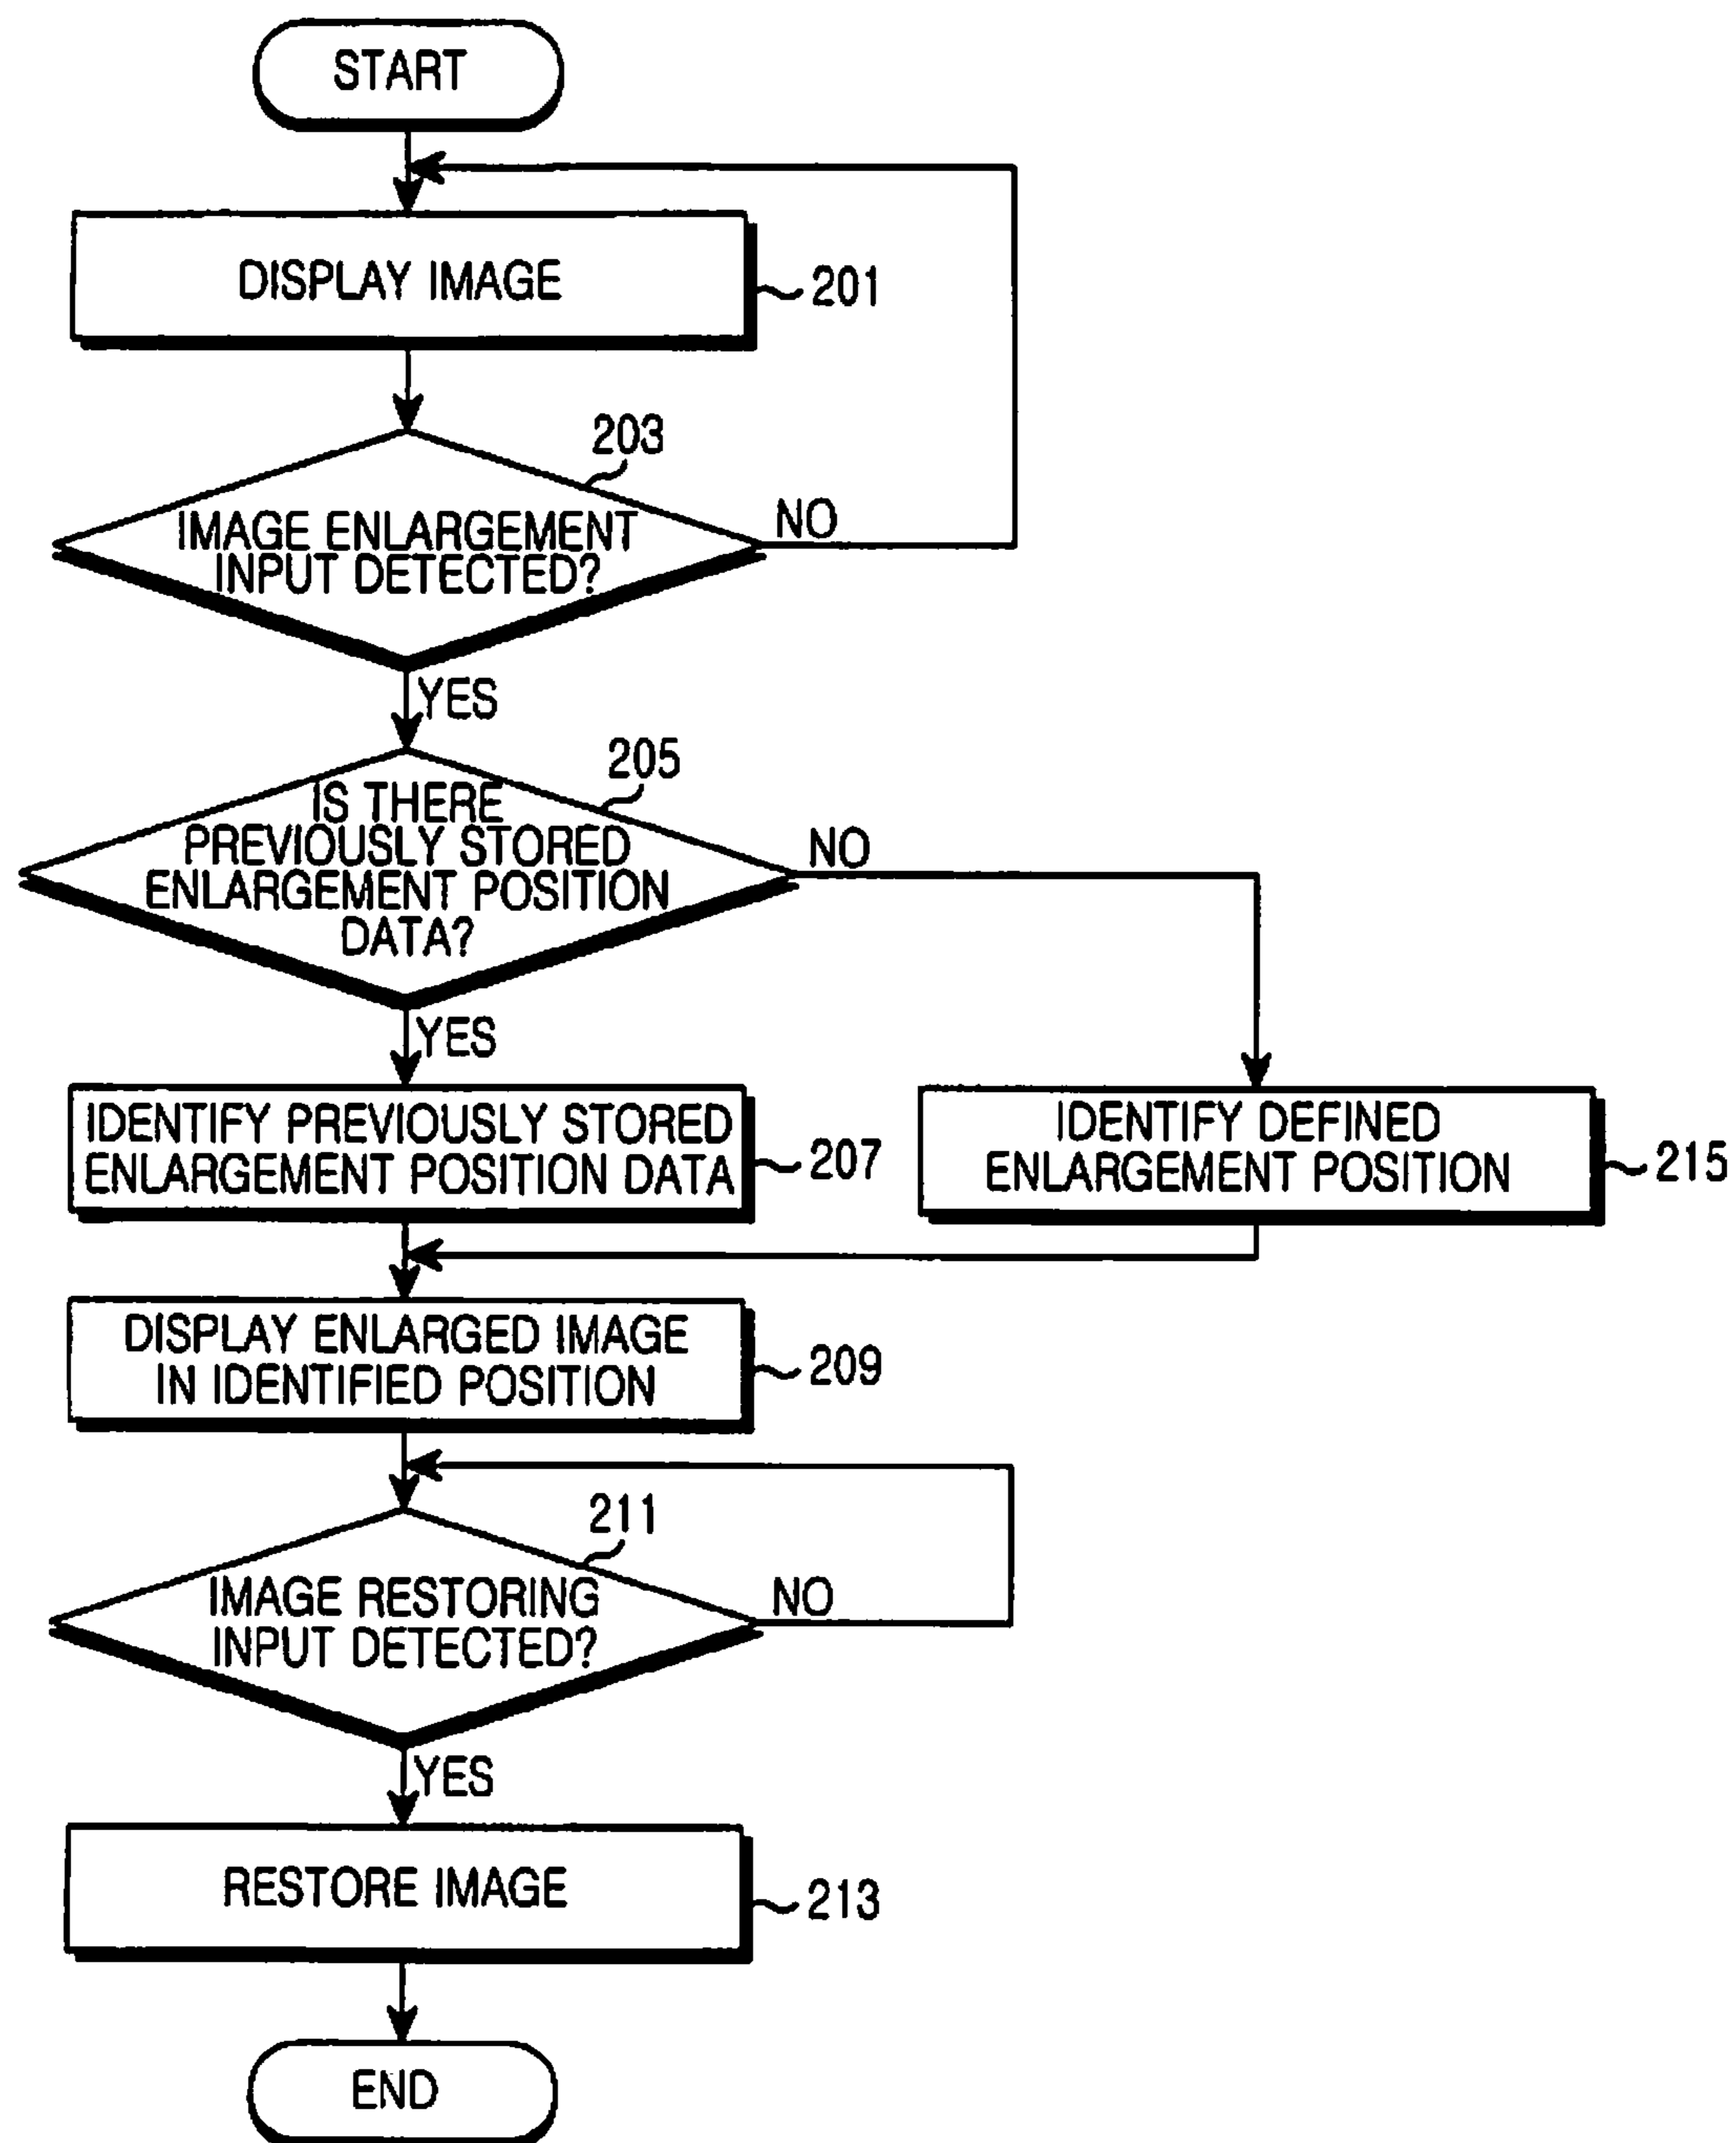 START
DISPLAY IMAGE
201
203
IMAGE ENLARGEMENT
INPUT DETECTED?
NO
YES
205
IS THERE
PREVIOUSLY STORED
ENLARGEMENT POSITION
DATA?
NO
YES
IDENTIFY PREVIOUSLY STORED
ENLARGEMENT POSITION DATA
207
IDENTIFY DEFINED
ENLARGEMENT POSITION
215
DISPLAY ENLARGED IMAGE
IN IDENTIFIED POSITION
209
211
IMAGE RESTORING
INPUT DETECTED?
NO
YES
RESTORE IMAGE
213
END